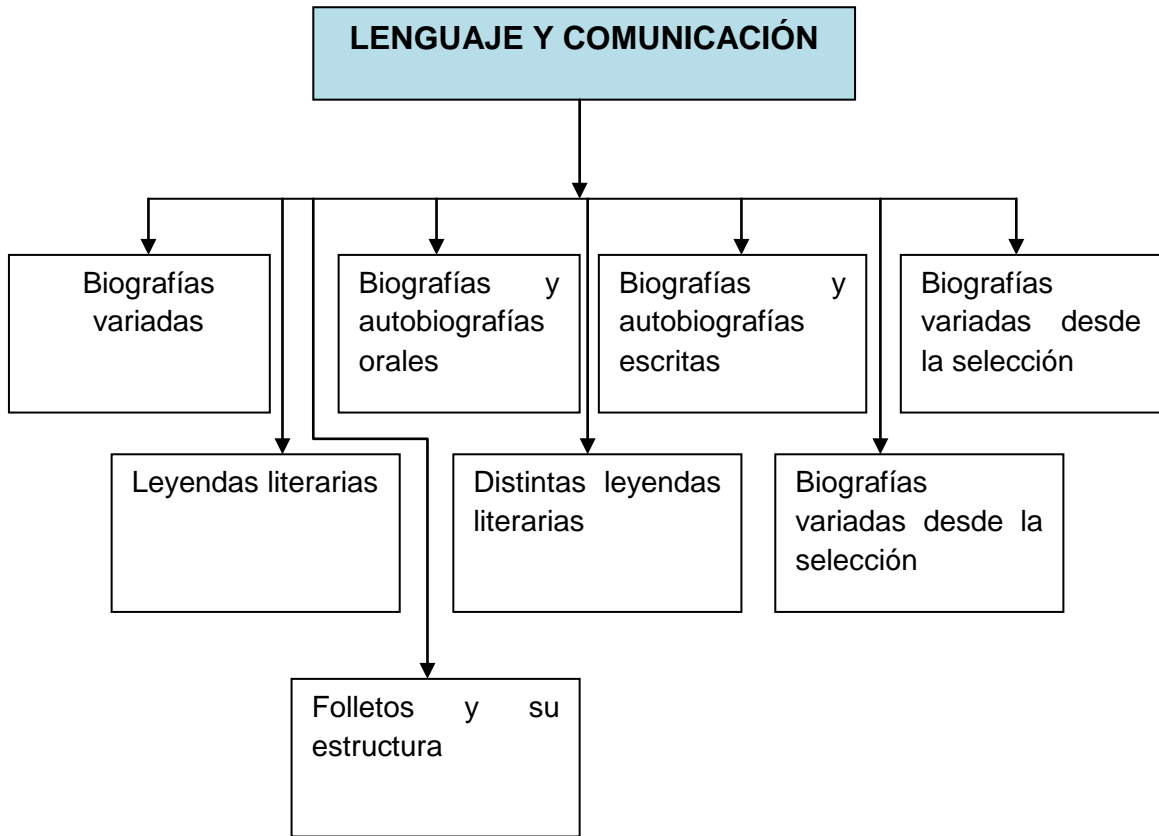 LENGUAJE Y COMUNICACIÓN
Biografías
variadas
Biografías y
autobiografías
orales
Biografías y
autobiografías
escritas
Biografías
variadas desde
la selección
Leyendas literarias
Distintas leyendas
literarias
Biografías
variadas desde la
selección
Folletos y su
estructura